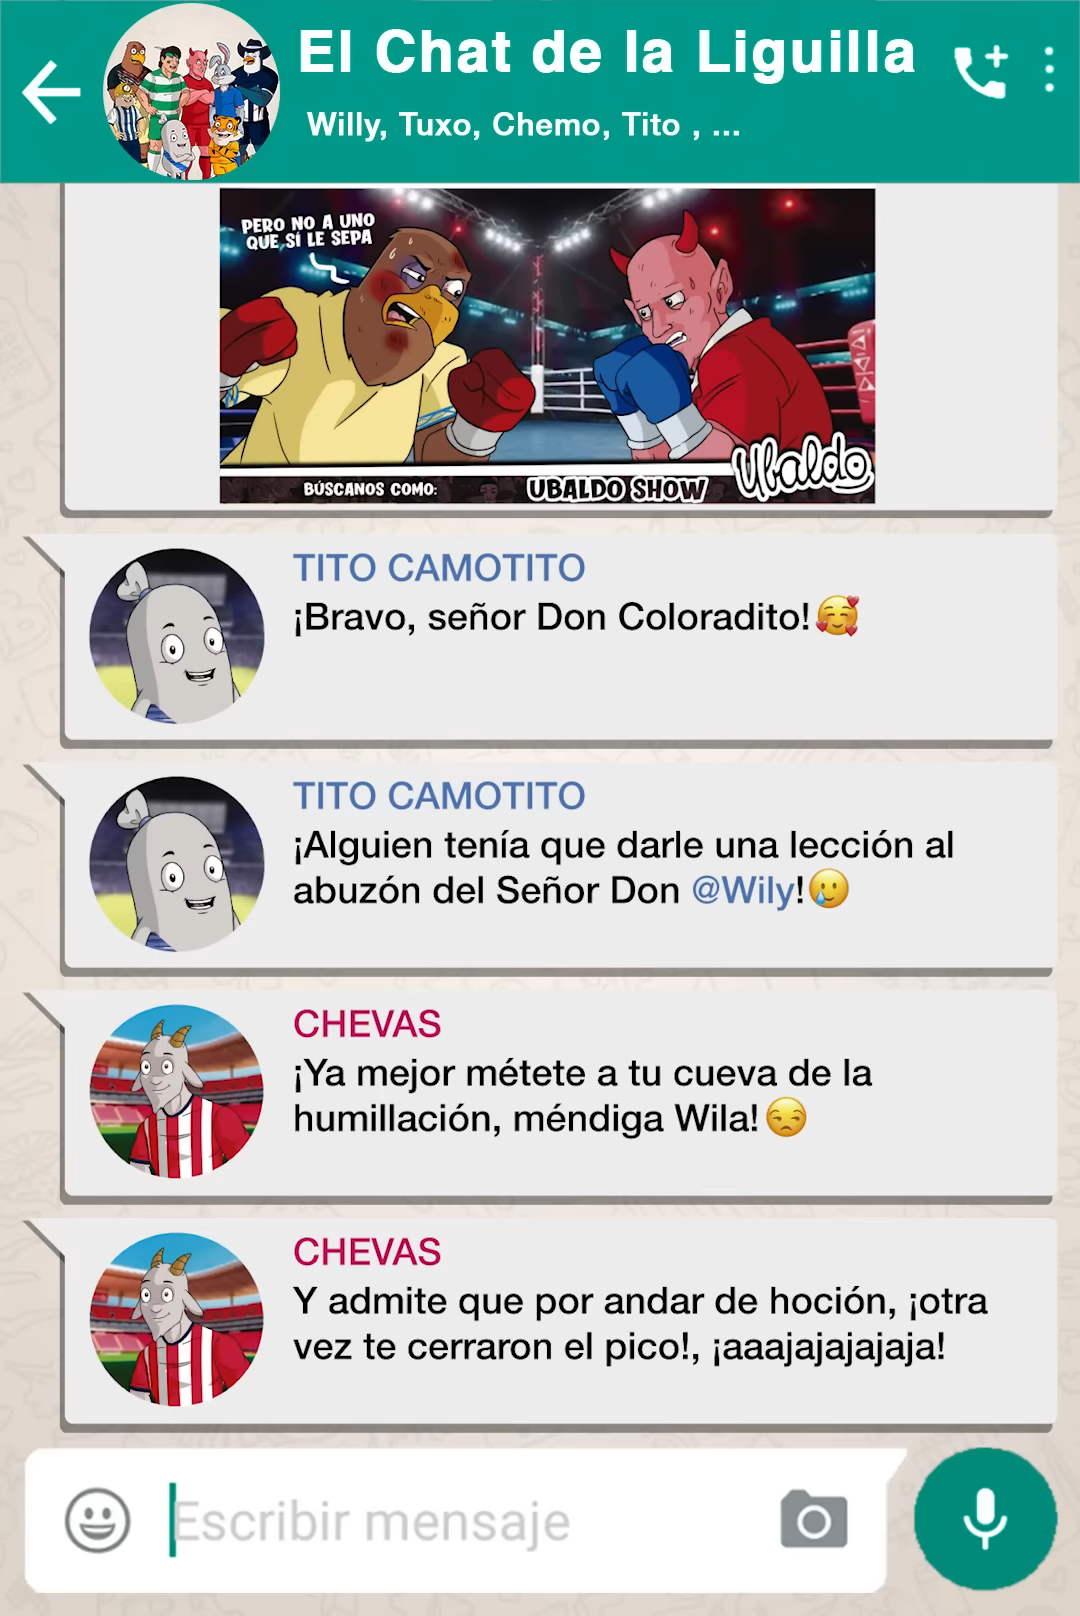 El Chat de la Liguilla
Willy, Tuxo, Chemo, Tito , ...
PERO NO A UNO
QUE SÍ LE SEPA
Ubaldo
BÚSCANOS COMO: UBALDO SHOW
TITO CAMOTITO
¡Bravo, señor Don Coloradito!🥰
TITO CAMOTITO
¡Alguien tenía que darle una lección al
abuzón del Señor Don @Wily!🥲
CHEVAS
¡Ya mejor métete a tu cueva de la
humillación, méndiga Wila!😒
CHEVAS
Y admite que por andar de hoción, ¡otra
vez te cerraron el pico!, ¡aaajajajajaja!
Escribir mensaje